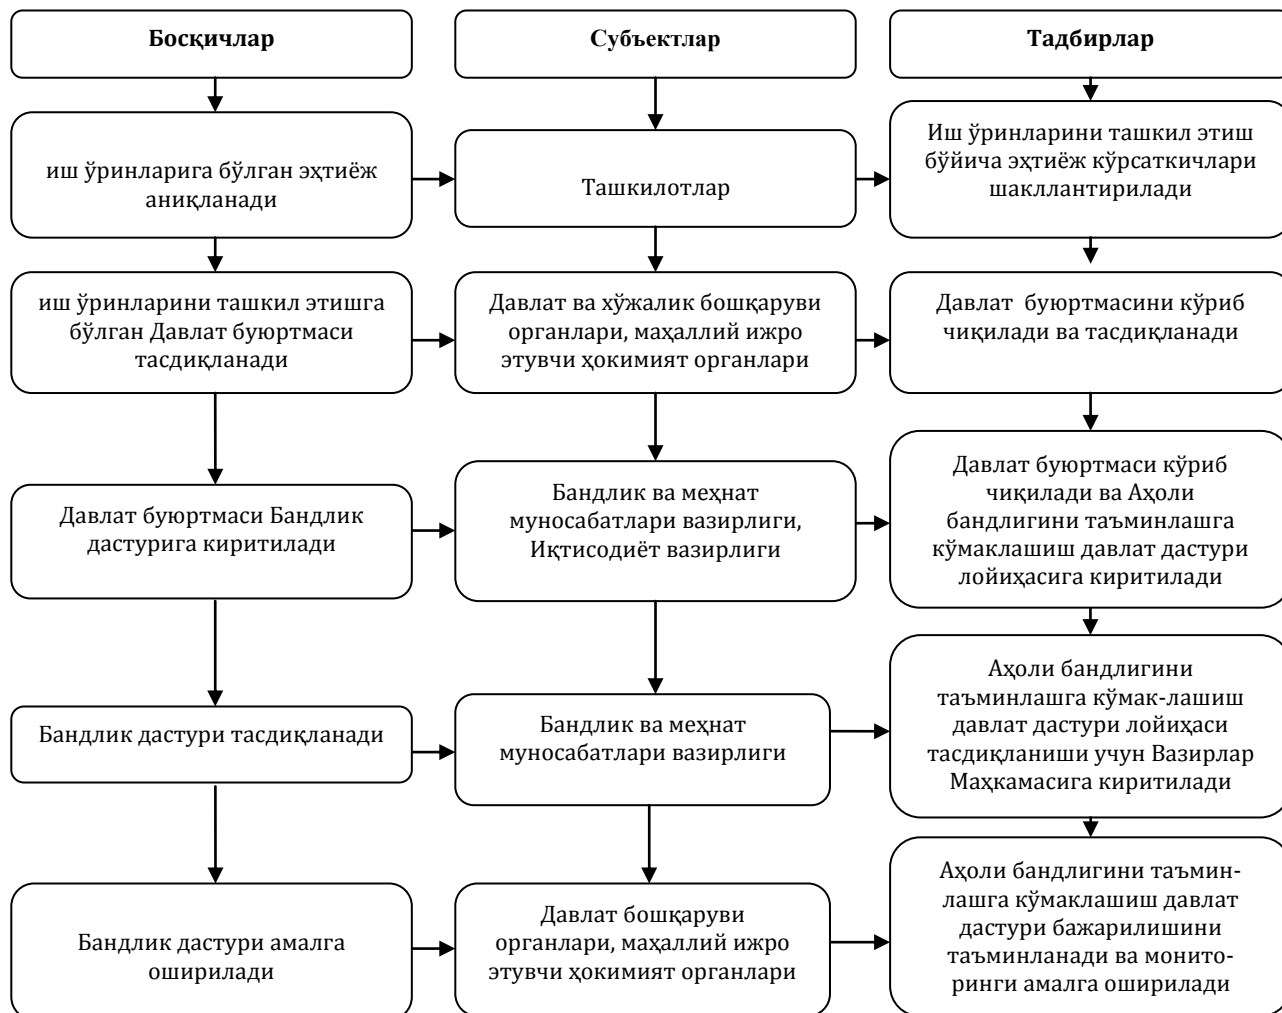 Босқичлар
Субъектлар
Тадбирлар
иш ўринларига бўлган эҳтиёж
аниқланади
Ташкилотлар
Иш ўринларини ташкил этиш
бўйича эҳтиёж кўрсаткичлари
шакллантирилади
иш ўринларини ташкил этишга
бўлган Давлат буюртмаси
тасдиқланади
Давлат ва хўжалик бошқаруви
органлари, маҳаллий ижро
этувчи ҳокимият органлари
Давлат буюртмасини кўриб
чиқилади ва тасдиқланади
Давлат буюртмаси Бандлик
дастурига киритилади
Бандлик ва меҳнат
муносабатлари вазирлиги,
Иқтисодиёт вазирлиги
Давлат буюртмаси кўриб
чиқилади ва Аҳоли
бандлигини таъминлашга
кўмаклашиш давлат дастури
лойиҳасига киритилади
Бандлик дастури тасдиқланади
Бандлик ва меҳнат
муносабатлари вазирлиги
Аҳоли бандлигини
таъминлашга кўмак-лашиш
давлат дастури лойиҳаси
тасдиқланиши учун Вазирлар
Маҳкамасига киритилади
Бандлик дастури амалга
оширилади
Давлат бошқаруви
органлари, маҳаллий ижро
этувчи ҳокимият органлари
Аҳоли бандлигини таъмин-
лашга кўмаклашиш давлат
дастури бажарилишини
таъминланади ва монито-
ринги амалга оширилади